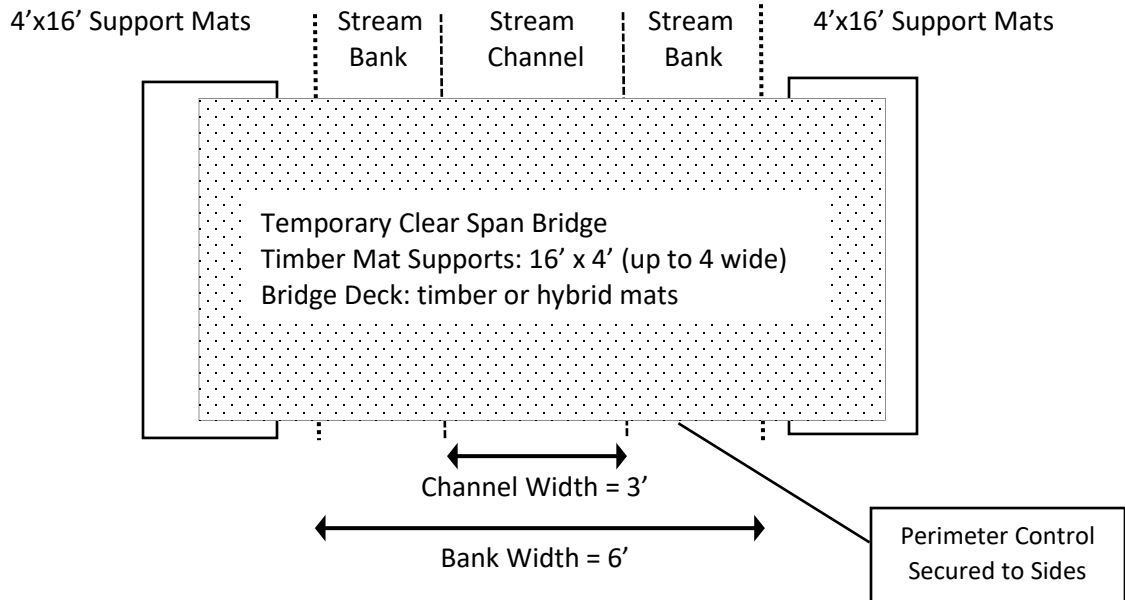 4’x16’ Support Mats
Stream
Bank
Stream
Channel
Stream
Bank
4’x16’ Support Mats
Temporary Clear Span Bridge
Timber Mat Supports: 16’ x 4’ (up to 4 wide)
Bridge Deck: timber or hybrid mats
Channel Width = 3’
Bank Width = 6’
Perimeter Control
Secured to Sides